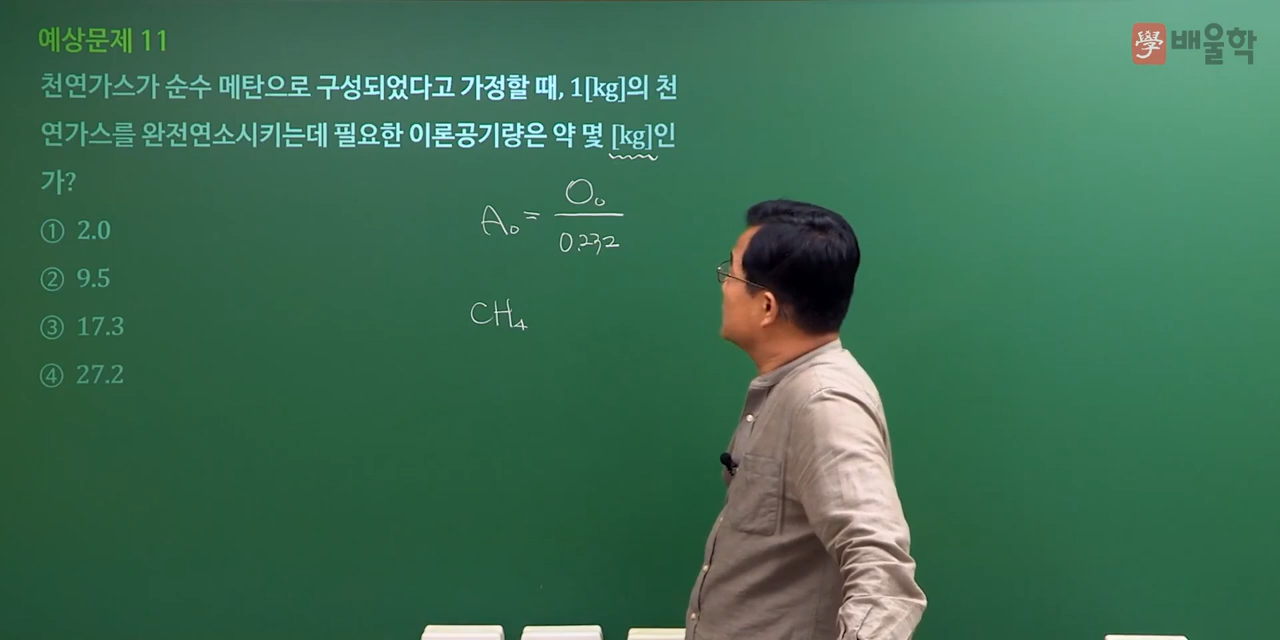 예상문제 11
學 배울학
천연가스가 순수 메탄으로 구성되었다고 가정할 때, 1[kg]의 천
연가스를 완전연소시키는데 필요한 이론공기량은 약 몇 [kg]인
가?
① 2.0
② 9.5
③ 17.3
④ 27.2
A₀ = O₀ / 0.232
CH₄